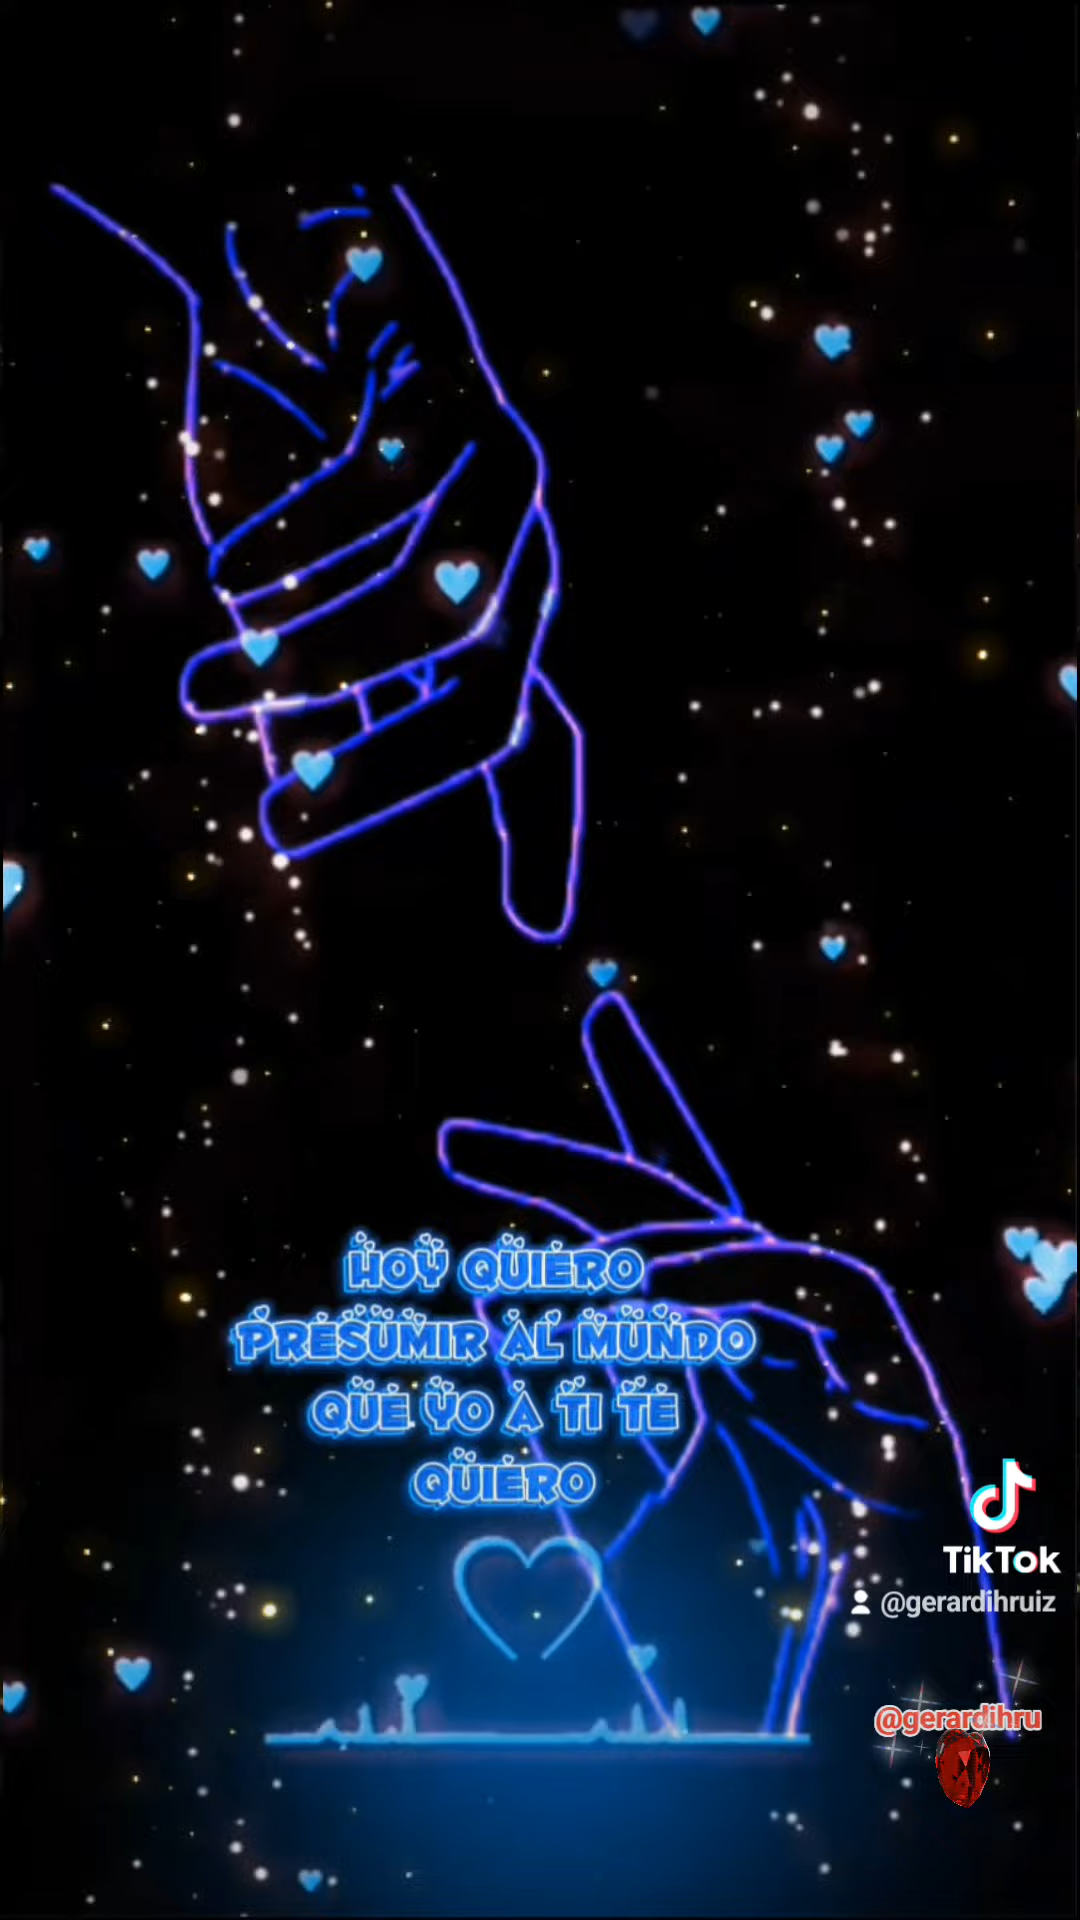 HOY QUIERO
PRESUMIR AL MUNDO
QUE YO A TI TE
QUIERO
TikTok
@gerardihruiz
@gerardihru